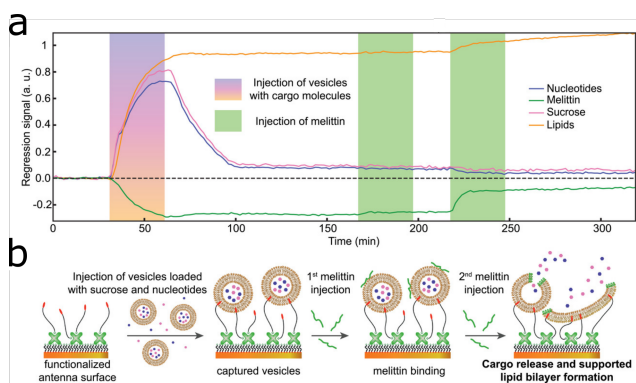 a
Regression signal (a. u.)
1
0.8
0.6
0.4
0.2
0.0
-0.2
Injection of vesicles
with cargo molecules
Injection of melittin
Nucleotides
Melittin
Sucrose
Lipids
0
50
100
150
200
250
300
Time (min)
b
Injection of vesicles loaded
with sucrose and nucleotides
1st melittin
injection
2nd melittin
injection
functionalized
antenna surface
captured vesicles
melittin binding
Cargo release and supported
lipid bilayer formation